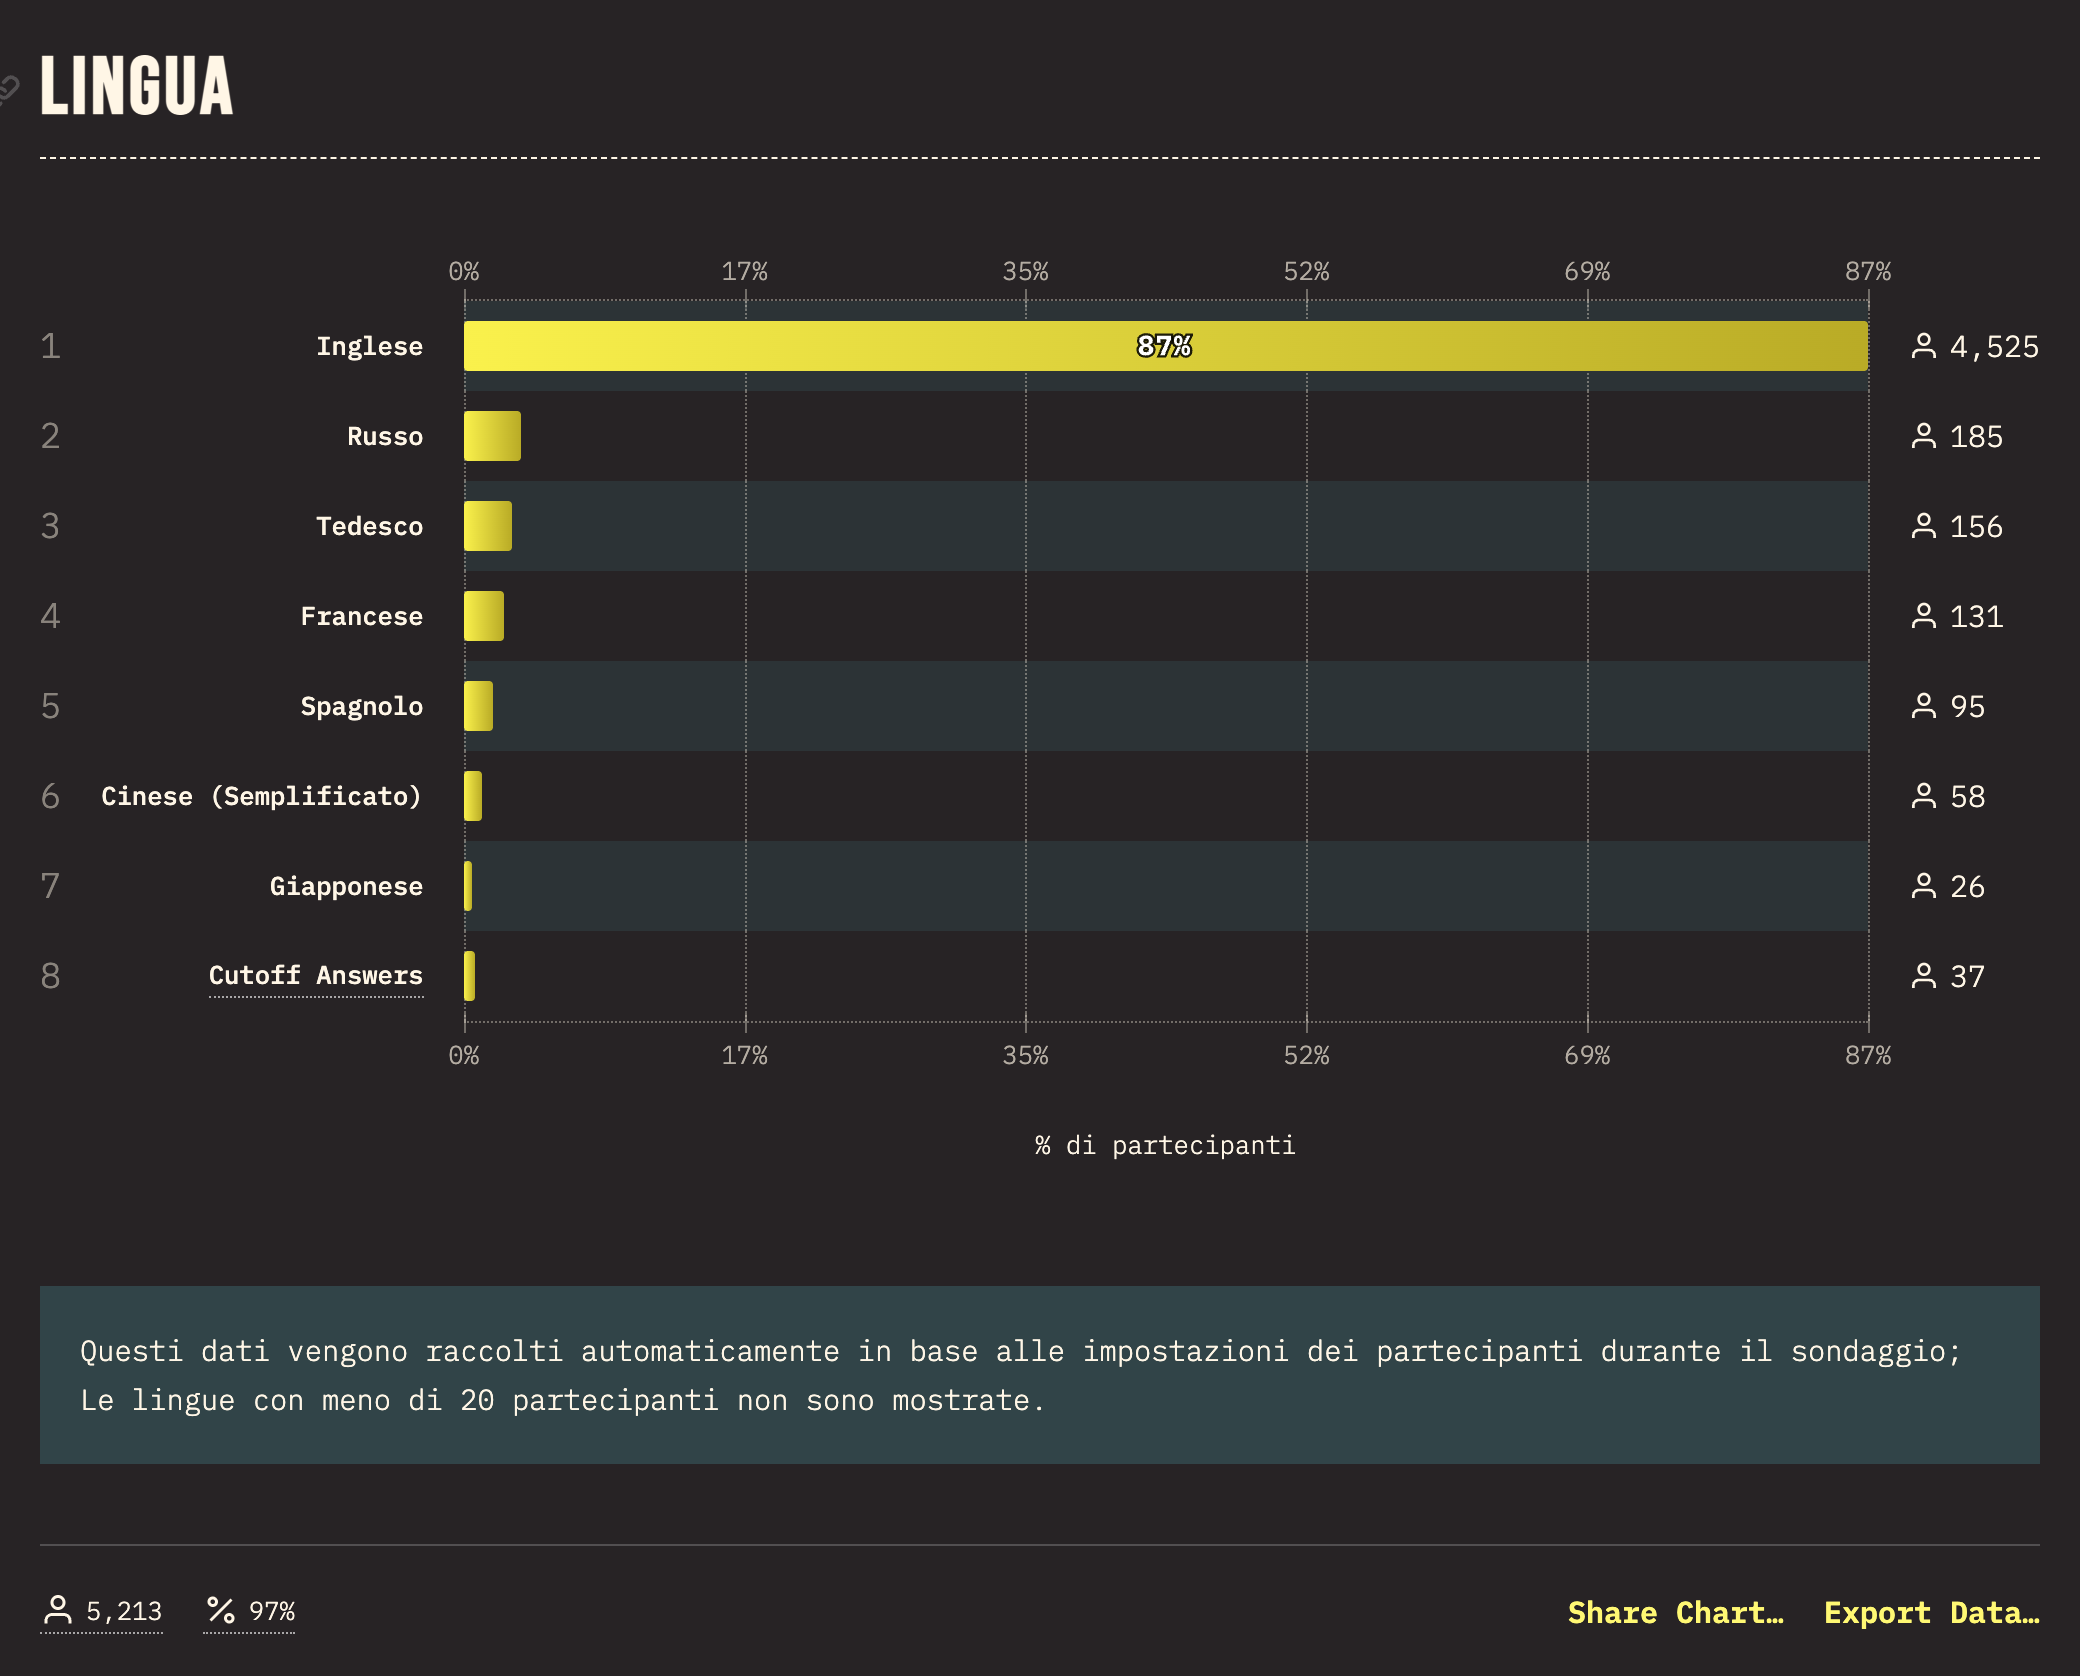 LINGUA
0% 17% 35% 52% 69% 87%
1 Inglese 87% 4,525
2 Russo 185
3 Tedesco 156
4 Francese 131
5 Spagnolo 95
6 Cinese (Semplificato) 58
7 Giapponese 26
8 Cutoff Answers 37
0% 17% 35% 52% 69% 87%
% di partecipanti
Questi dati vengono raccolti automaticamente in base alle impostazioni dei partecipanti durante il sondaggio;
Le lingue con meno di 20 partecipanti non sono mostrate.
5,213 97% Share Chart… Export Data…